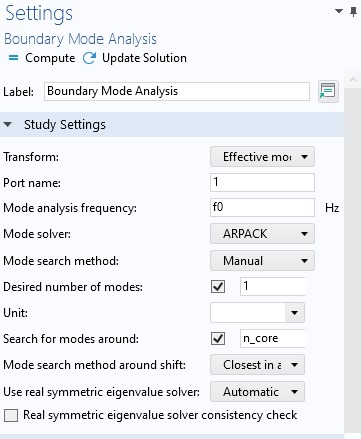 Settings
Boundary Mode Analysis
= Compute Update Solution
Label: Boundary Mode Analysis
Study Settings
Transform: Effective mo
Port name: 1
Mode analysis frequency: f0 Hz
Mode solver: ARPACK
Mode search method: Manual
Desired number of modes: 1
Unit:
Search for modes around: n_core
Mode search method around shift: Closest in a
Use real symmetric eigenvalue solver: Automatic
Real symmetric eigenvalue solver consistency check